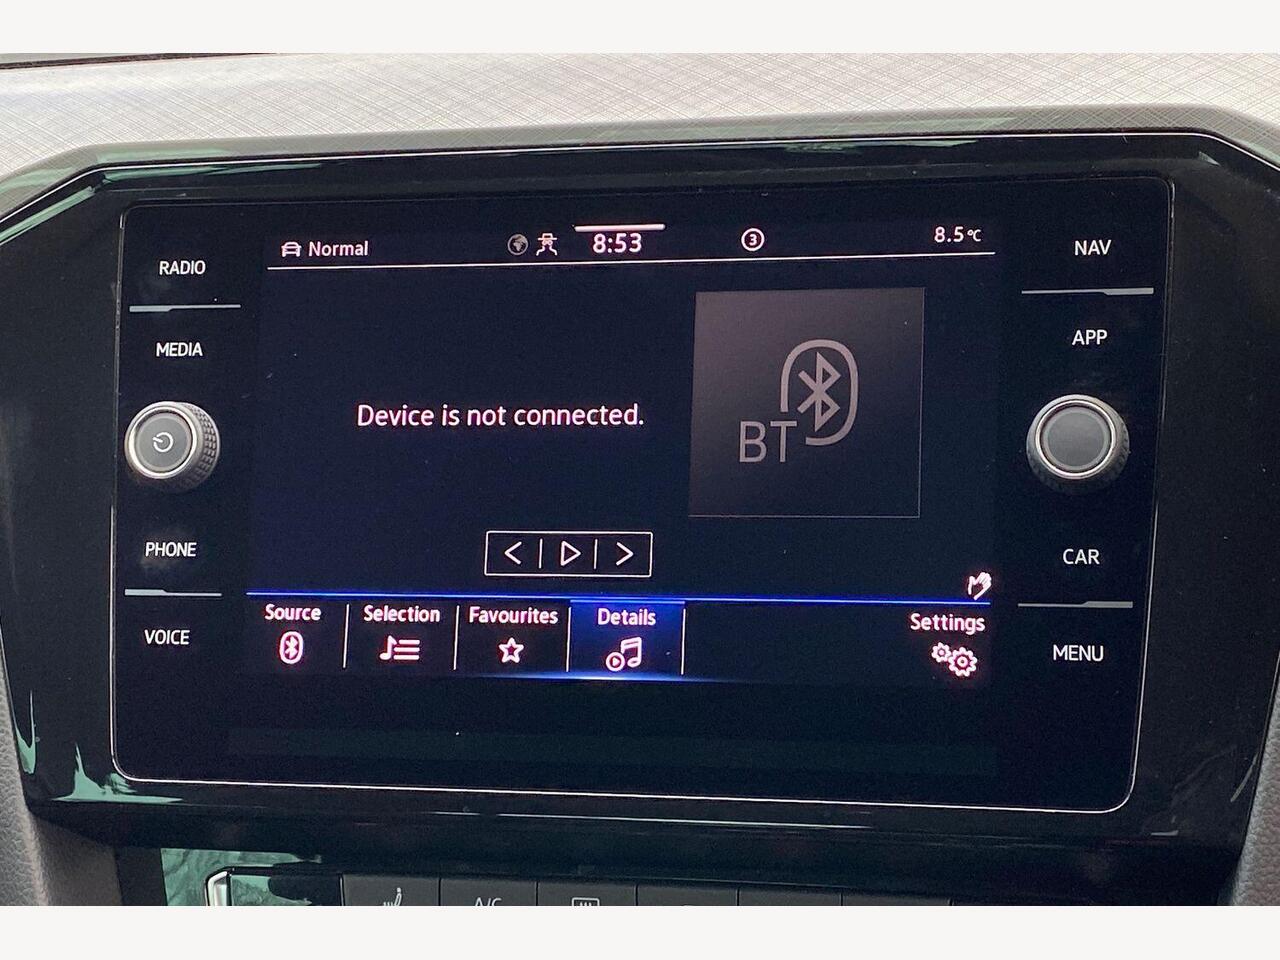 Normal
8:53
3
8.5°C
RADIO
NAV
MEDIA
APP
Device is not connected.
BT
PHONE
CAR
VOICE
MENU
Source
Selection
Favourites
Details
Settings
A/C